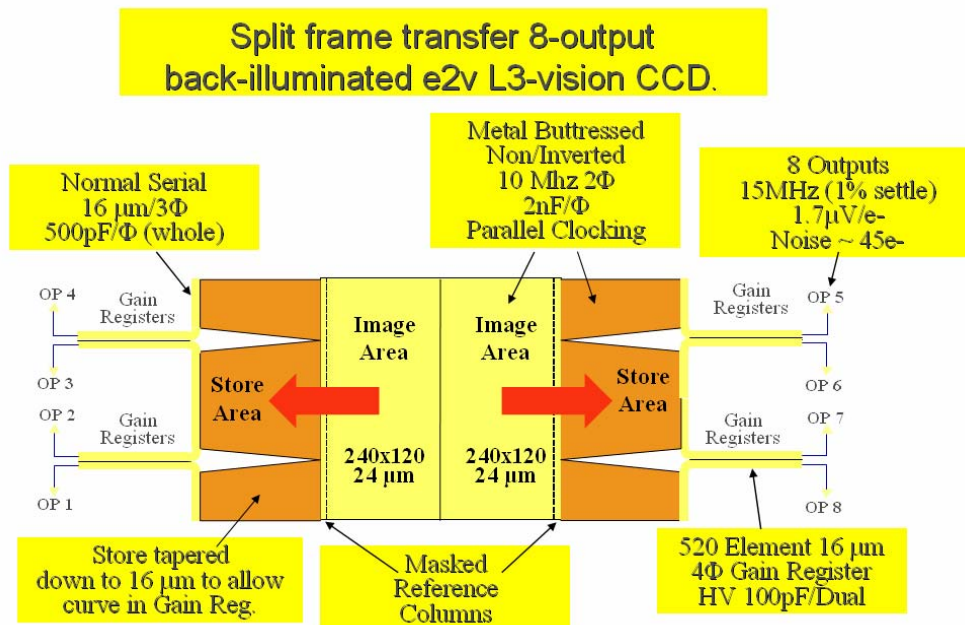 Split frame transfer 8-output
back-illuminated e2v L3-vision CCD.
Metal Buttressed
Non/Inverted
10 Mhz 2Φ
2nF/Φ
Parallel Clocking
Normal Serial
16 μm/3Φ
500pF/Φ (whole)
8 Outputs
15MHz (1% settle)
1.7μV/e-
Noise ~ 45e-
OP 4
Gain
Registers
OP 3
OP 2
Gain
Registers
OP 1
Store
Area
Image
Area
240x120
24 μm
Image
Area
240x120
24 μm
Store
Area
Gain
Registers
OP 5
OP 6
Gain
Registers
OP 7
OP 8
Store tapered
down to 16 μm to allow
curve in Gain Reg.
Masked
Reference
Columns
520 Element 16 μm
4Φ Gain Register
HV 100pF/Dual